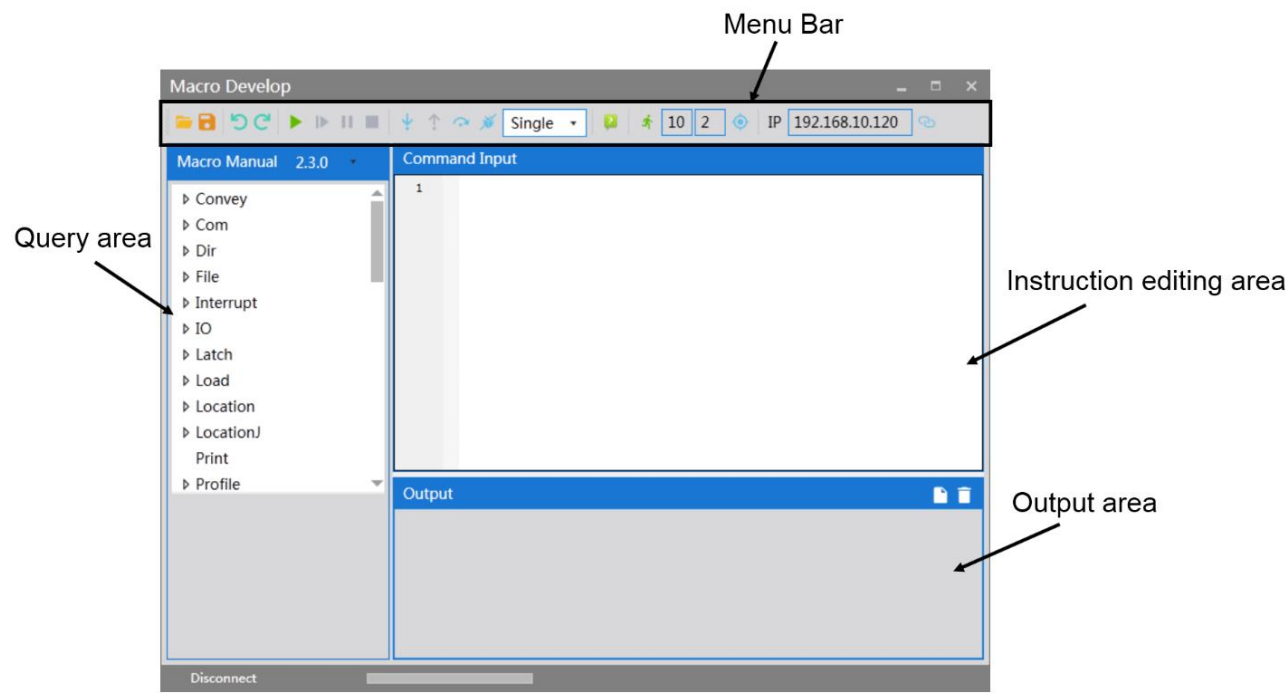 Menu Bar
Macro Develop
Single 10 2 IP 192.168.10.120
Macro Manual 2.3.0
Command Input
1
Convey
Com
Dir
File
Interrupt
IO
Latch
Load
Location
LocationJ
Print
Profile
Query area
Instruction editing area
Output
Output area
Disconnect